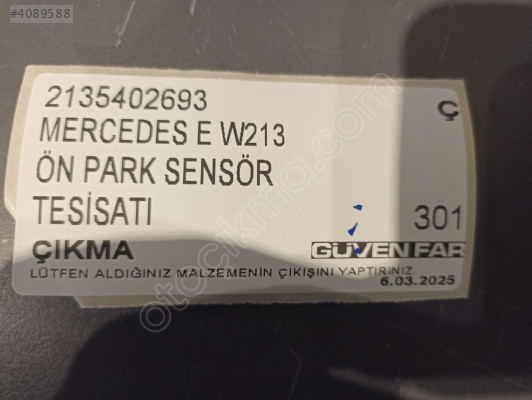 #4089588
2135402693 Ç
MERCEDES E W213
ÖN PARK SENSÖR
TESİSATI 301
ÇIKMA GÜVEN FAR
LÜTFEN ALDIĞINIZ MALZEMENİN ÇIKIŞINI YAPTIRINIZ.
6.03.2025
otocikma.com